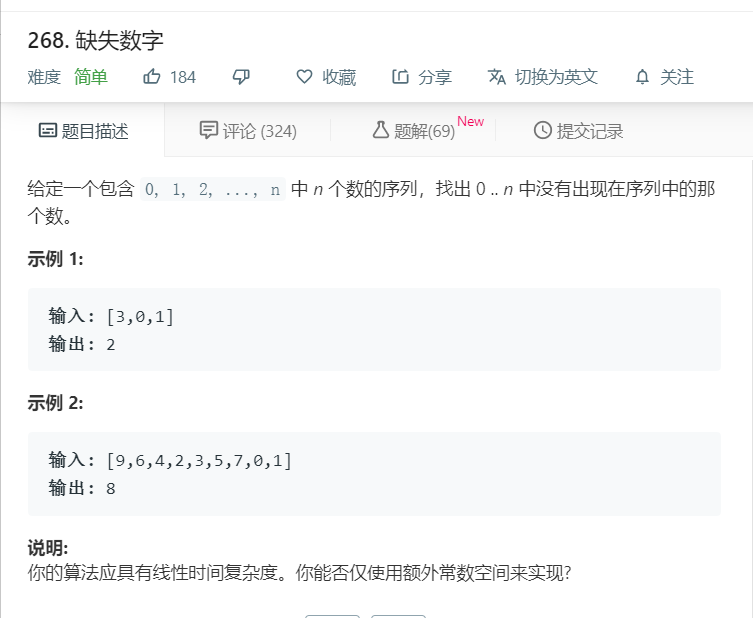 268. 缺失数字
难度 简单 184 收藏 分享 切换为英文 关注
题目描述 评论 (324) 题解(69) New 提交记录
给定一个包含 0, 1, 2, ..., n 中 n 个数的序列，找出 0 .. n 中没有出现在序列中的那
个数。
示例 1:
输入: [3,0,1]
输出: 2
示例 2:
输入: [9,6,4,2,3,5,7,0,1]
输出: 8
说明:
你的算法应具有线性时间复杂度。你能否仅使用额外常数空间来实现?